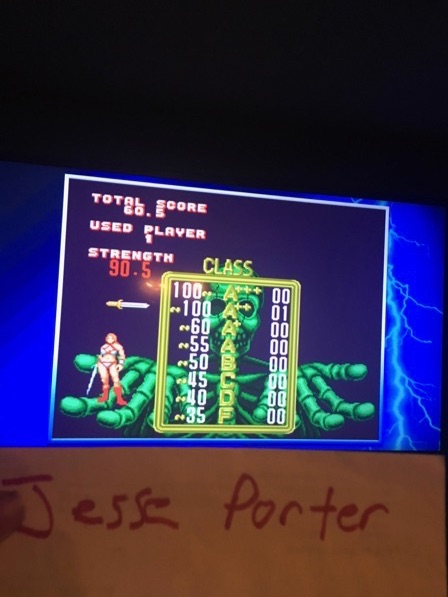 TOTAL SCORE
60.5
USED PLAYER
1
STRENGTH
90.5
CLASS
100~ A+++ 00
~100 A++ 01
~60 A 00
~55 A 00
~50 B 00
~45 C 00
~40 D 00
~35 F 00
Jesse Porter